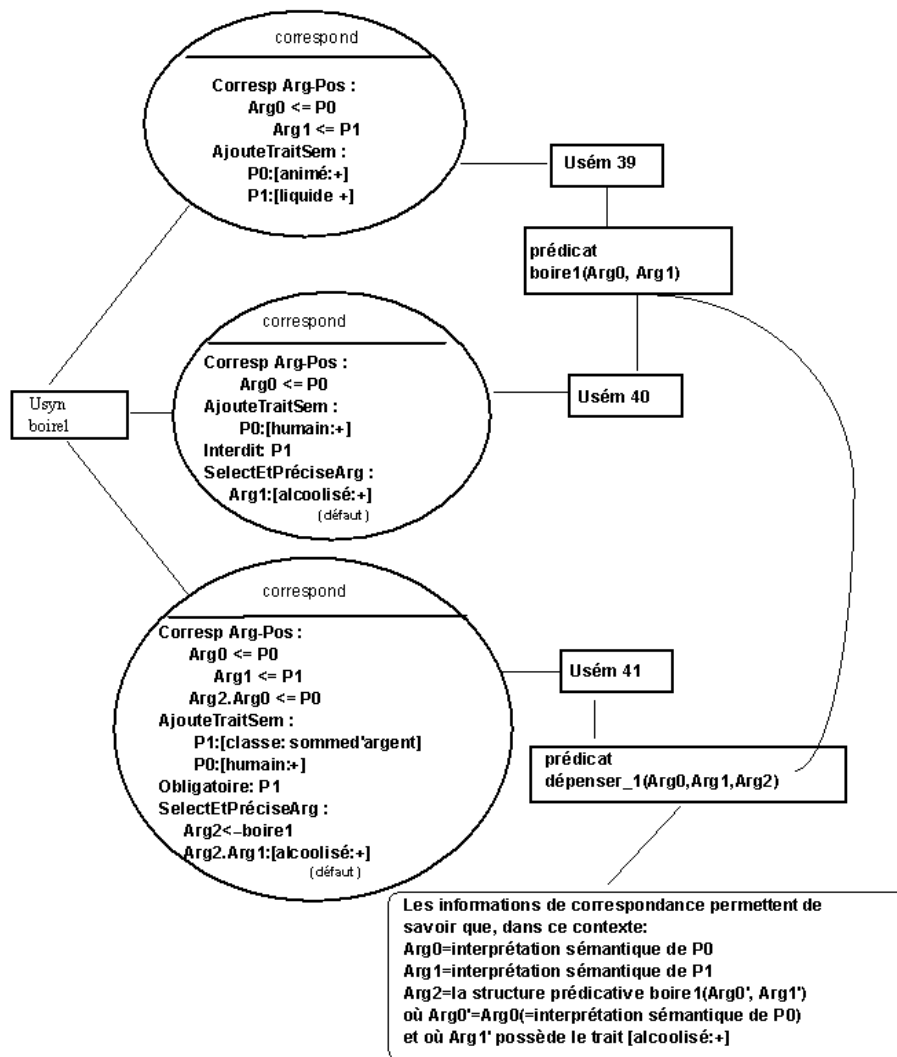 correspond
Corresp Arg-Pos :
Arg0 <= P0
Arg1 <= P1
AjouteTraitSem :
P0:[animé:+]
P1:[liquide +]
Usém 39
prédicat
boire1(Arg0, Arg1)
correspond
Corresp Arg-Pos :
Arg0 <= P0
AjouteTraitSem :
P0:[humain:+]
Interdit: P1
SelectEtPréciseArg :
Arg1:[alcoolisé:+]
(défaut)
Usém 40
Usyn
boire1
correspond
Corresp Arg-Pos :
Arg0 <= P0
Arg1 <= P1
Arg2.Arg0 <= P0
AjouteTraitSem :
P1:[classe: sommed'argent]
P0:[humain:+]
Obligatoire: P1
SelectEtPréciseArg :
Arg2<–boire1
Arg2.Arg1:[alcoolisé:+]
(défaut)
Usém 41
prédicat
dépenser_1(Arg0,Arg1,Arg2)
Les informations de correspondance permettent de
savoir que, dans ce contexte:
Arg0=interprétation sémantique de P0
Arg1=interprétation sémantique de P1
Arg2=la structure prédicative boire1(Arg0', Arg1')
où Arg0'=Arg0(=interprétation sémantique de P0)
et où Arg1' possède le trait [alcoolisé:+]